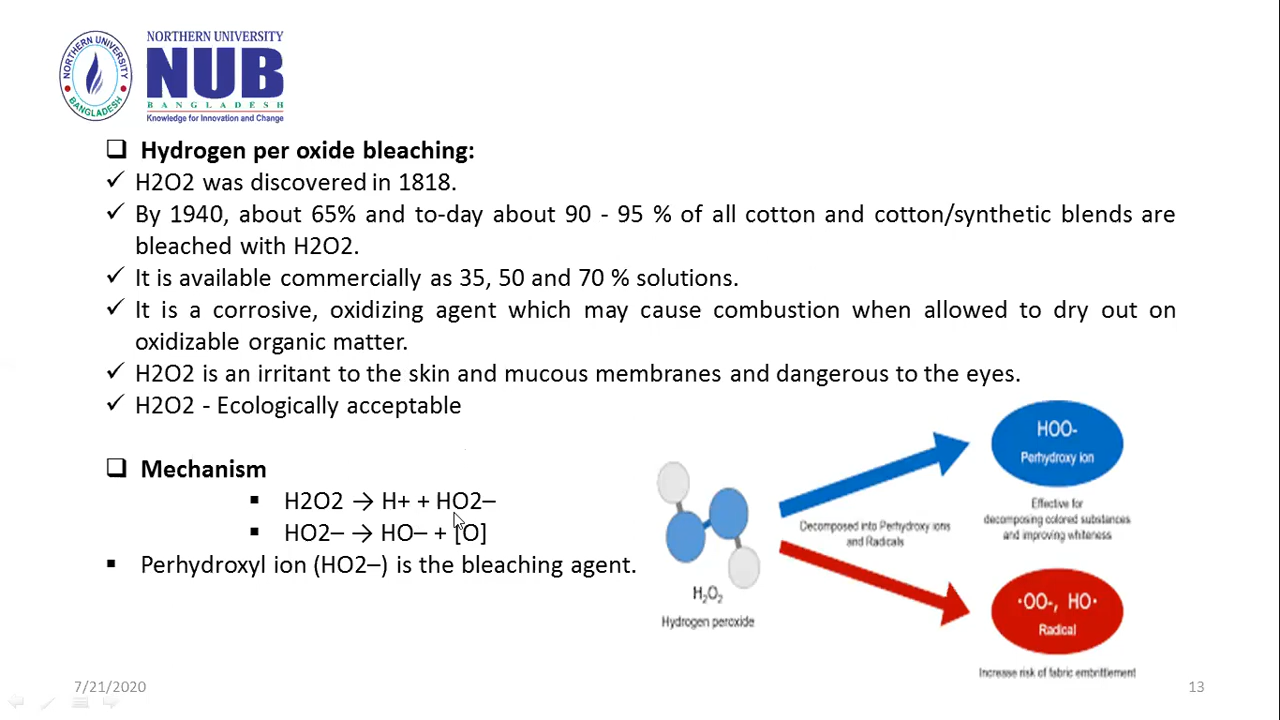 NORTHERN UNIVERSITY
NUB
BANGLADESH
Knowledge for Innovation and Change
NORTHERN UNIVERSITY
BANGLADESH
Hydrogen per oxide bleaching:
H2O2 was discovered in 1818.
By 1940, about 65% and to-day about 90 - 95 % of all cotton and cotton/synthetic blends are
bleached with H2O2.
It is available commercially as 35, 50 and 70 % solutions.
It is a corrosive, oxidizing agent which may cause combustion when allowed to dry out on
oxidizable organic matter.
H2O2 is an irritant to the skin and mucous membranes and dangerous to the eyes.
H2O2 - Ecologically acceptable
Mechanism
H2O2 → H+ + HO2–
HO2– → HO– + [O]
Perhydroxyl ion (HO2–) is the bleaching agent.
H₂O₂
Hydrogen peroxide
Decomposed into Perhydroxy ions
and Radicals
HOO-
Perhydroxy ion
Effective for
decomposing colored substances
and improving whiteness
·OO-, HO·
Radical
Increase risk of fabric embrittlement
7/21/2020
13